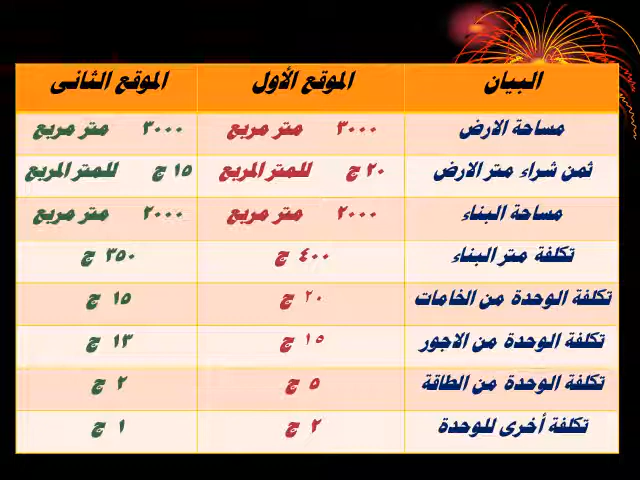 البيان الموقع الأول الموقع الثانى
مساحة الارض ٣٠٠٠ متر مربع ٣٠٠٠ متر مربع
ثمن شراء متر الارض ٢٠ ج للمتر المربع ١٥ ج للمتر المربع
مساحة البناء ٢٠٠٠ متر مربع ٢٠٠٠ متر مربع
تكلفة متر البناء ٤٠٠ ج ٣٥٠ ج
تكلفة الوحدة من الخامات ٢٠ ج ١٥ ج
تكلفة الوحدة من الاجور ١٥ ج ١٣ ج
تكلفة الوحدة من الطاقة ٥ ج ٢ ج
تكلفة أخرى للوحدة ٢ ج ١ ج